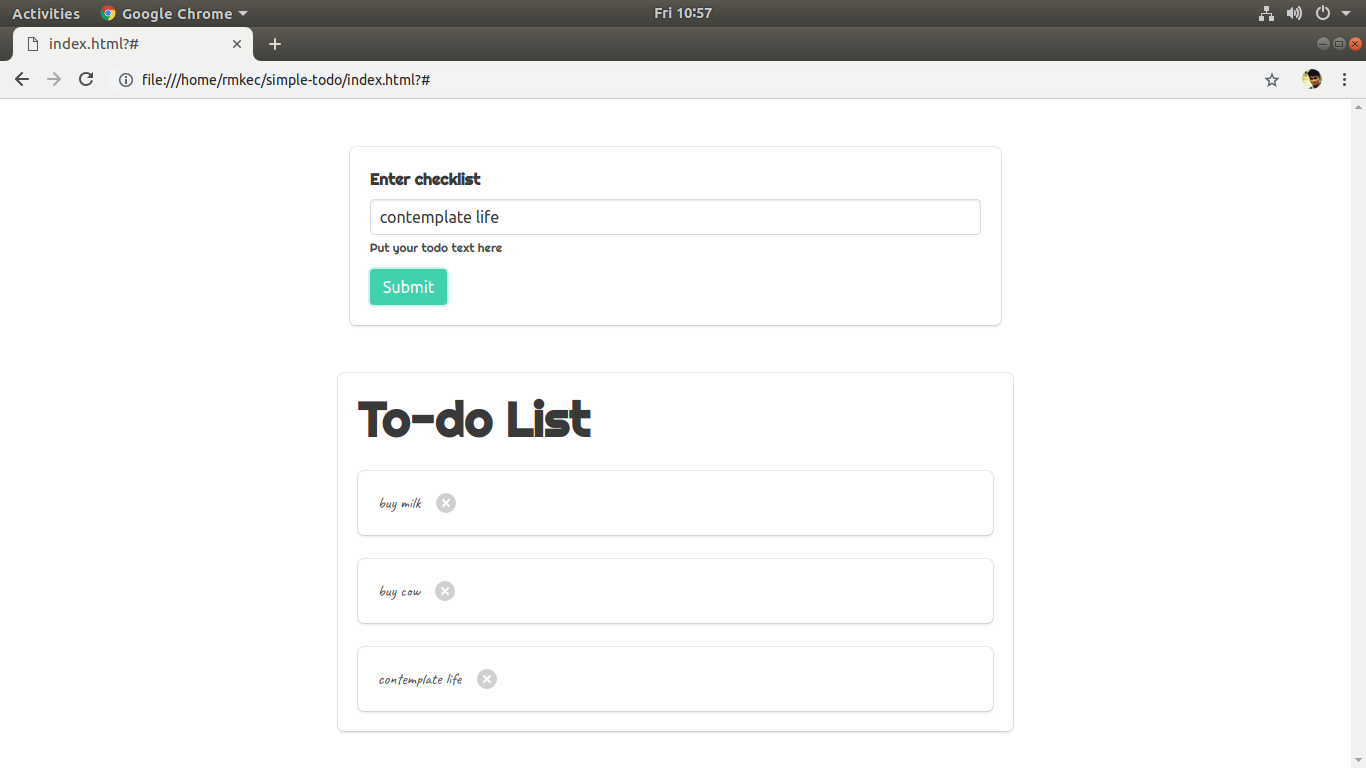 Activities Google Chrome Fri 10:57
index.html?#
file:///home/rmkec/simple-todo/index.html?#
Enter checklist
contemplate life
Put your todo text here
Submit
To-do List
buy milk
buy cow
contemplate life